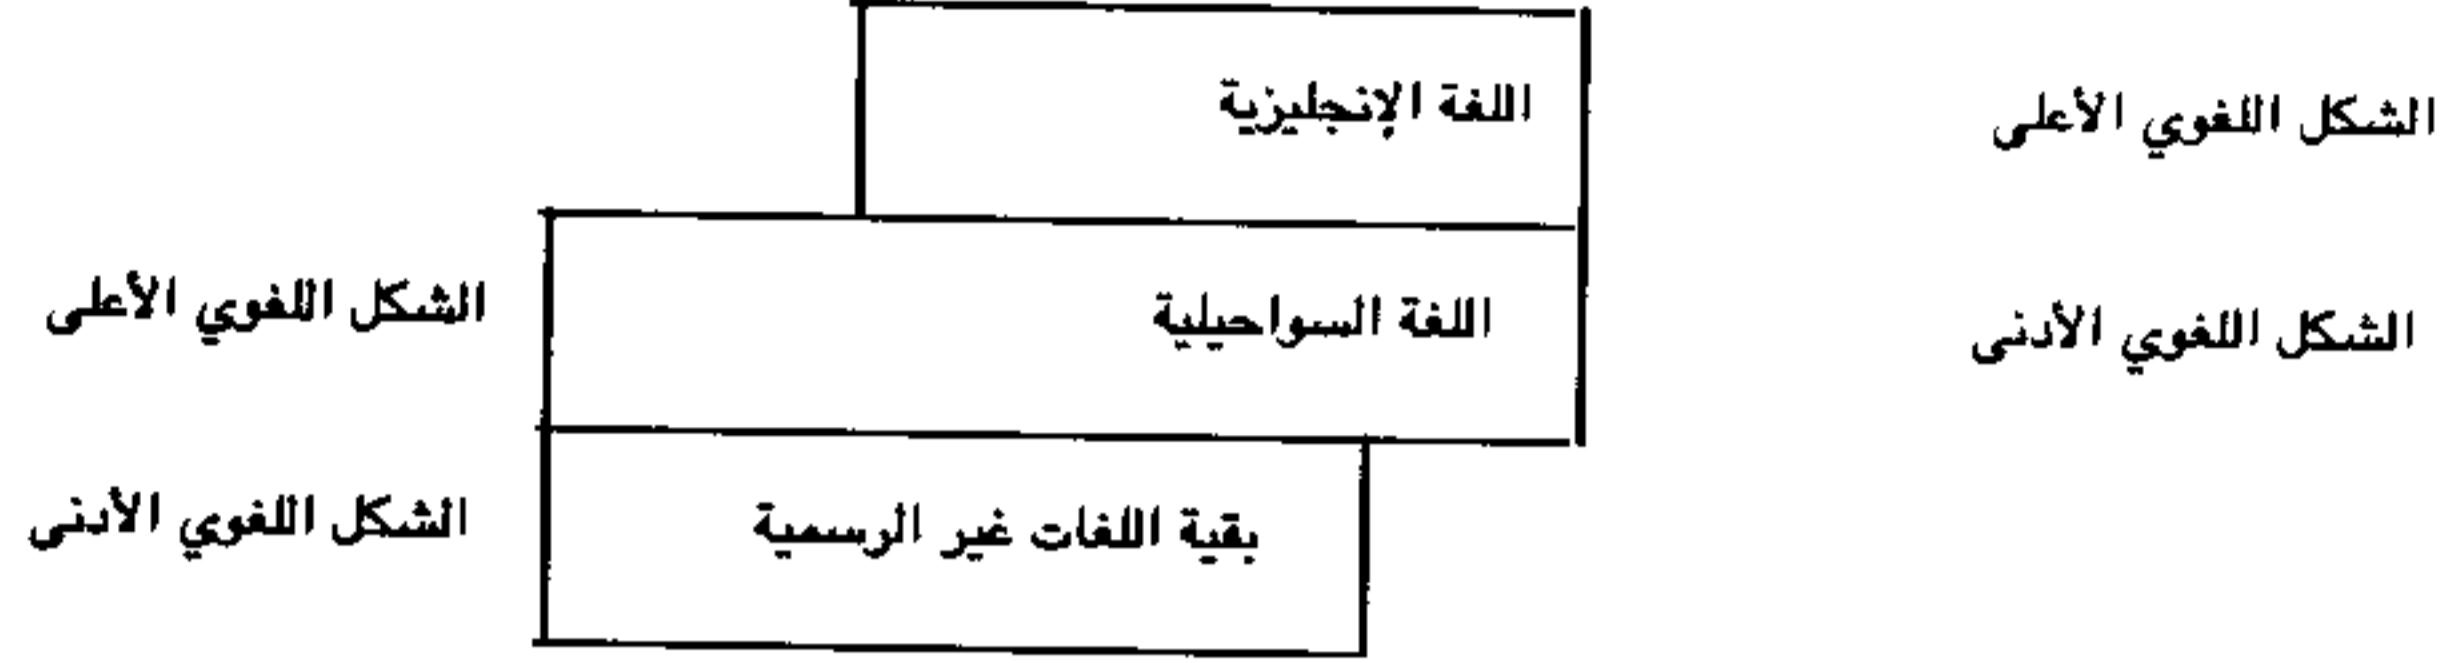 الشكل اللغوي الأعلى
اللغة الإنجليزية
الشكل اللغوي الأدنى
اللغة السواحيلية
الشكل اللغوي الأعلى
بقية اللغات غير الرسمية
الشكل اللغوي الأدنى